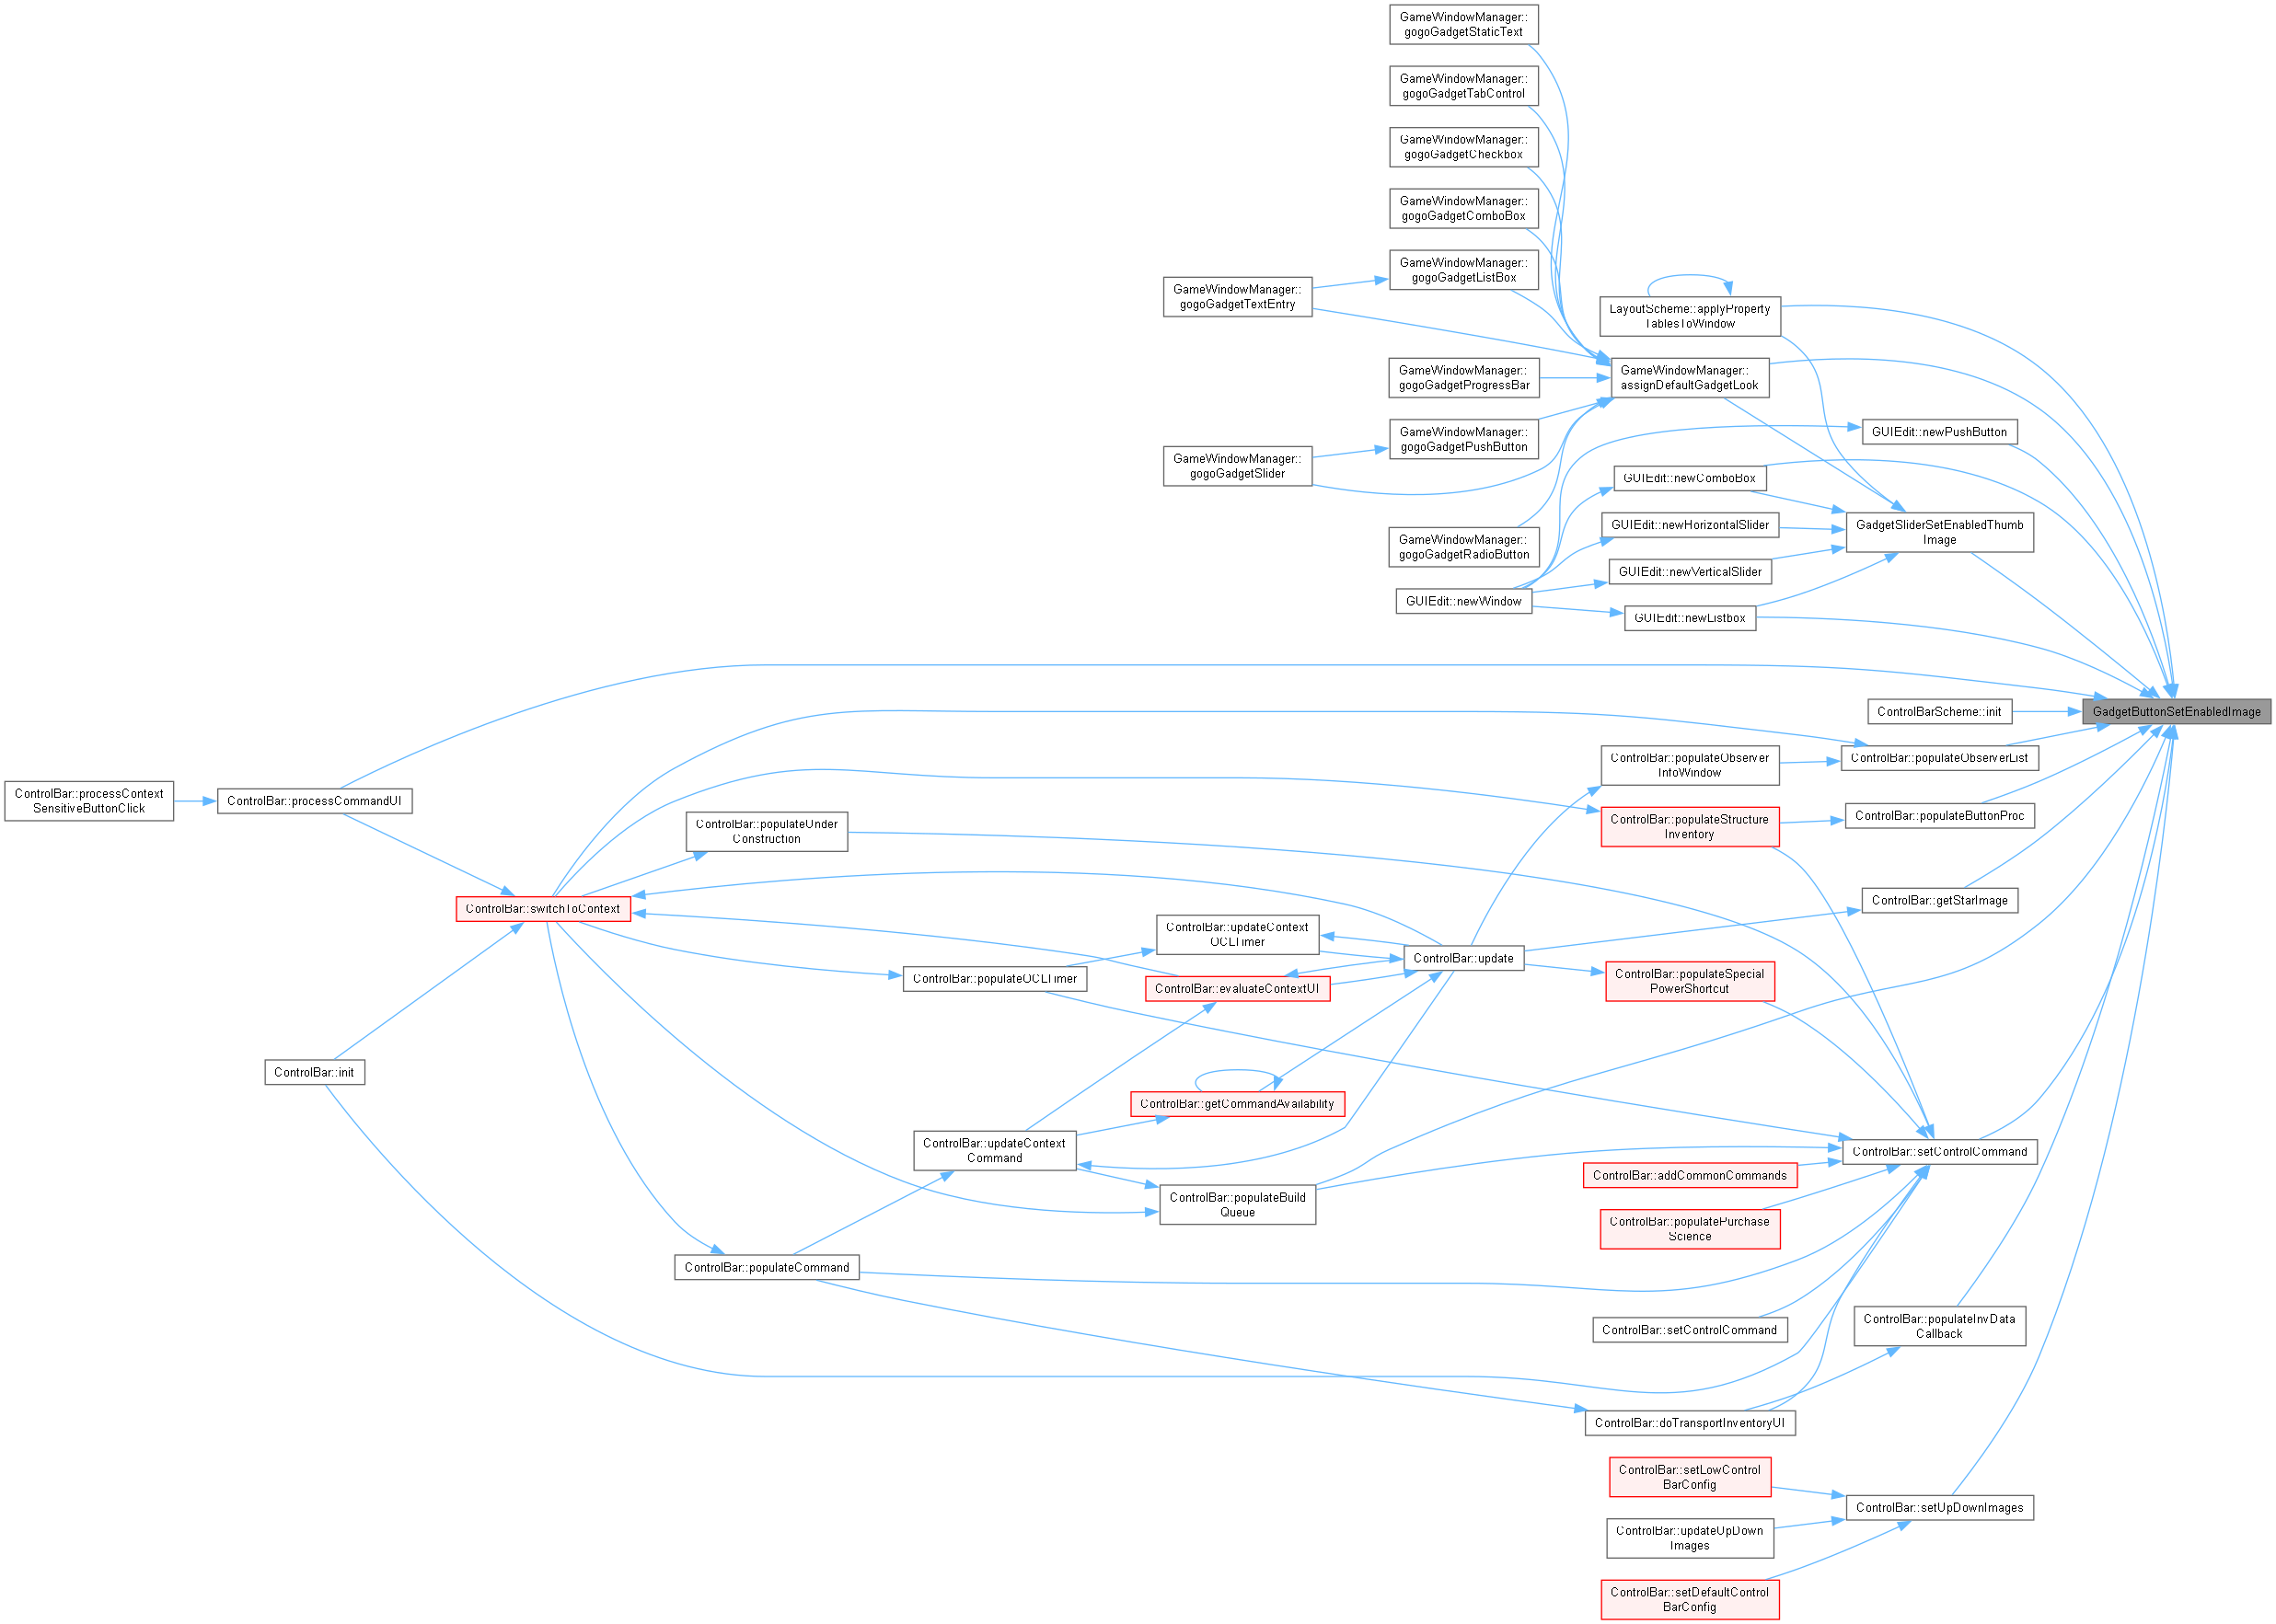 GameWindowManager::
gogoGadgetStaticText
GameWindowManager::
gogoGadgetTabControl
GameWindowManager::
gogoGadgetCheckbox
GameWindowManager::
gogoGadgetComboBox
GameWindowManager::
gogoGadgetListBox
GameWindowManager::
gogoGadgetTextEntry
LayoutScheme::applyProperty
TablesToWindow
GameWindowManager::
gogoGadgetProgressBar
GameWindowManager::
assignDefaultGadgetLook
GameWindowManager::
gogoGadgetPushButton
GUIEdit::newPushButton
GameWindowManager::
gogoGadgetSlider
GUIEdit::newComboBox
GUIEdit::newHorizontalSlider
GadgetSliderSetEnabledThumb
Image
GameWindowManager::
gogoGadgetRadioButton
GUIEdit::newVerticalSlider
GUIEdit::newWindow
GUIEdit::newListbox
ControlBarScheme::init
GadgetButtonSetEnabledImage
ControlBar::populateObserver
InfoWindow
ControlBar::populateObserverList
ControlBar::processContext
SensitiveButtonClick
ControlBar::processCommandUI
ControlBar::populateUnder
Construction
ControlBar::populateStructure
Inventory
ControlBar::populateButtonProc
ControlBar::switchToContext
ControlBar::getStarImage
ControlBar::updateContext
OCLTimer
ControlBar::update
ControlBar::populateOCLTimer
ControlBar::evaluateContextUI
ControlBar::populateSpecial
PowerShortcut
ControlBar::init
ControlBar::getCommandAvailability
ControlBar::updateContext
Command
ControlBar::setControlCommand
ControlBar::addCommonCommands
ControlBar::populateBuild
Queue
ControlBar::populatePurchase
Science
ControlBar::populateCommand
ControlBar::setControlCommand
ControlBar::populateInvData
Callback
ControlBar::doTransportInventoryUI
ControlBar::setLowControl
BarConfig
ControlBar::setUpDownImages
ControlBar::updateUpDown
Images
ControlBar::setDefaultControl
BarConfig